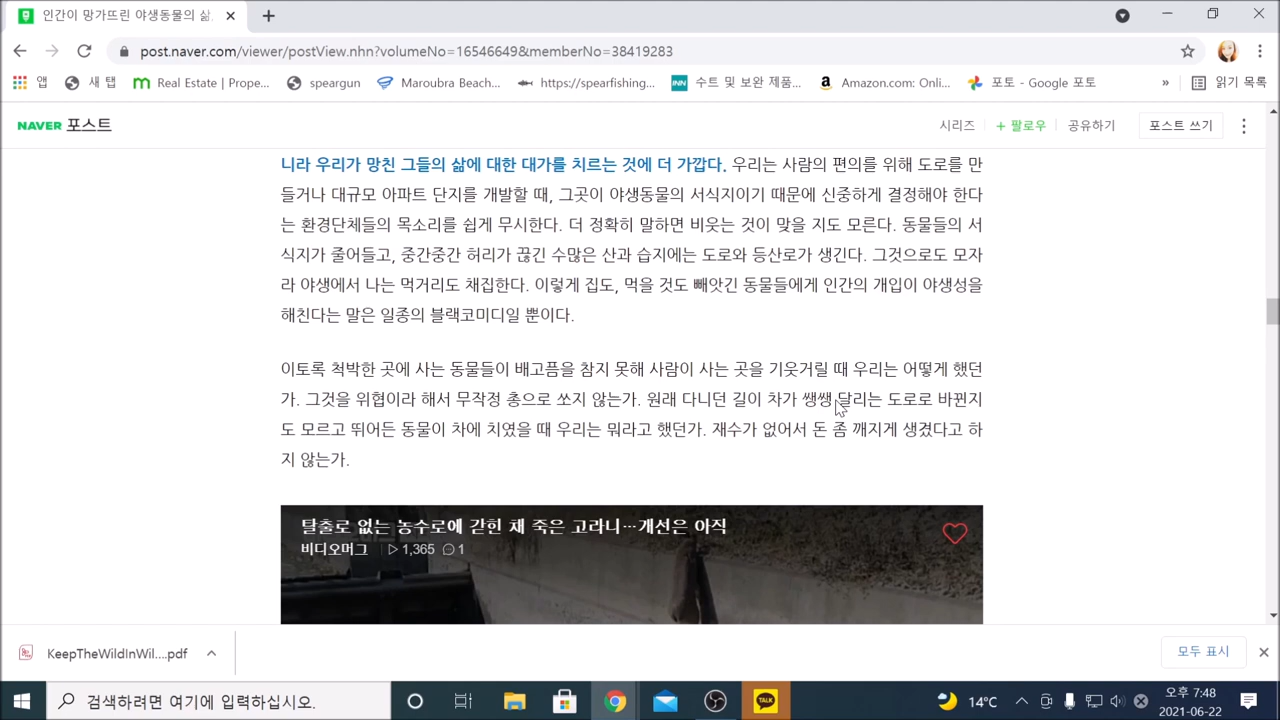 인간이 망가뜨린 야생동물의 삶
post.naver.com/viewer/postView.nhn?volumeNo=16546649&memberNo=38419283
앱 새 탭 Real Estate | Prope... speargun Maroubra Beach... https://spearfishing... INN 수트 및 보완 제품... Amazon.com: Onli... 포토 - Google 포토 » 읽기 목록
NAVER 포스트 시리즈 + 팔로우 공유하기 포스트 쓰기
니라 우리가 망친 그들의 삶에 대한 대가를 치르는 것에 더 가깝다. 우리는 사람의 편의를 위해 도로를 만
들거나 대규모 아파트 단지를 개발할 때, 그곳이 야생동물의 서식지이기 때문에 신중하게 결정해야 한다
는 환경단체들의 목소리를 쉽게 무시한다. 더 정확히 말하면 비웃는 것이 맞을 지도 모른다. 동물들의 서
식지가 줄어들고, 중간중간 허리가 끊긴 수많은 산과 습지에는 도로와 등산로가 생긴다. 그것으로도 모자
라 야생에서 나는 먹거리도 채집한다. 이렇게 집도, 먹을 것도 빼앗긴 동물들에게 인간의 개입이 야생성을
해친다는 말은 일종의 블랙코미디일 뿐이다.
이토록 척박한 곳에 사는 동물들이 배고픔을 참지 못해 사람이 사는 곳을 기웃거릴 때 우리는 어떻게 했던
가. 그것을 위협이라 해서 무작정 총으로 쏘지 않는가. 원래 다니던 길이 차가 쌩쌩 달리는 도로로 바뀐지
도 모르고 뛰어든 동물이 차에 치였을 때 우리는 뭐라고 했던가. 재수가 없어서 돈 좀 깨지게 생겼다고 하
지 않는가.
탈출로 없는 농수로에 갇힌 채 죽은 고라니…개선은 아직
비디오머그 1,365 1
KeepTheWildInWil....pdf 모두 표시
검색하려면 여기에 입력하십시오. TALK 14°C 오후 7:48
2021-06-22